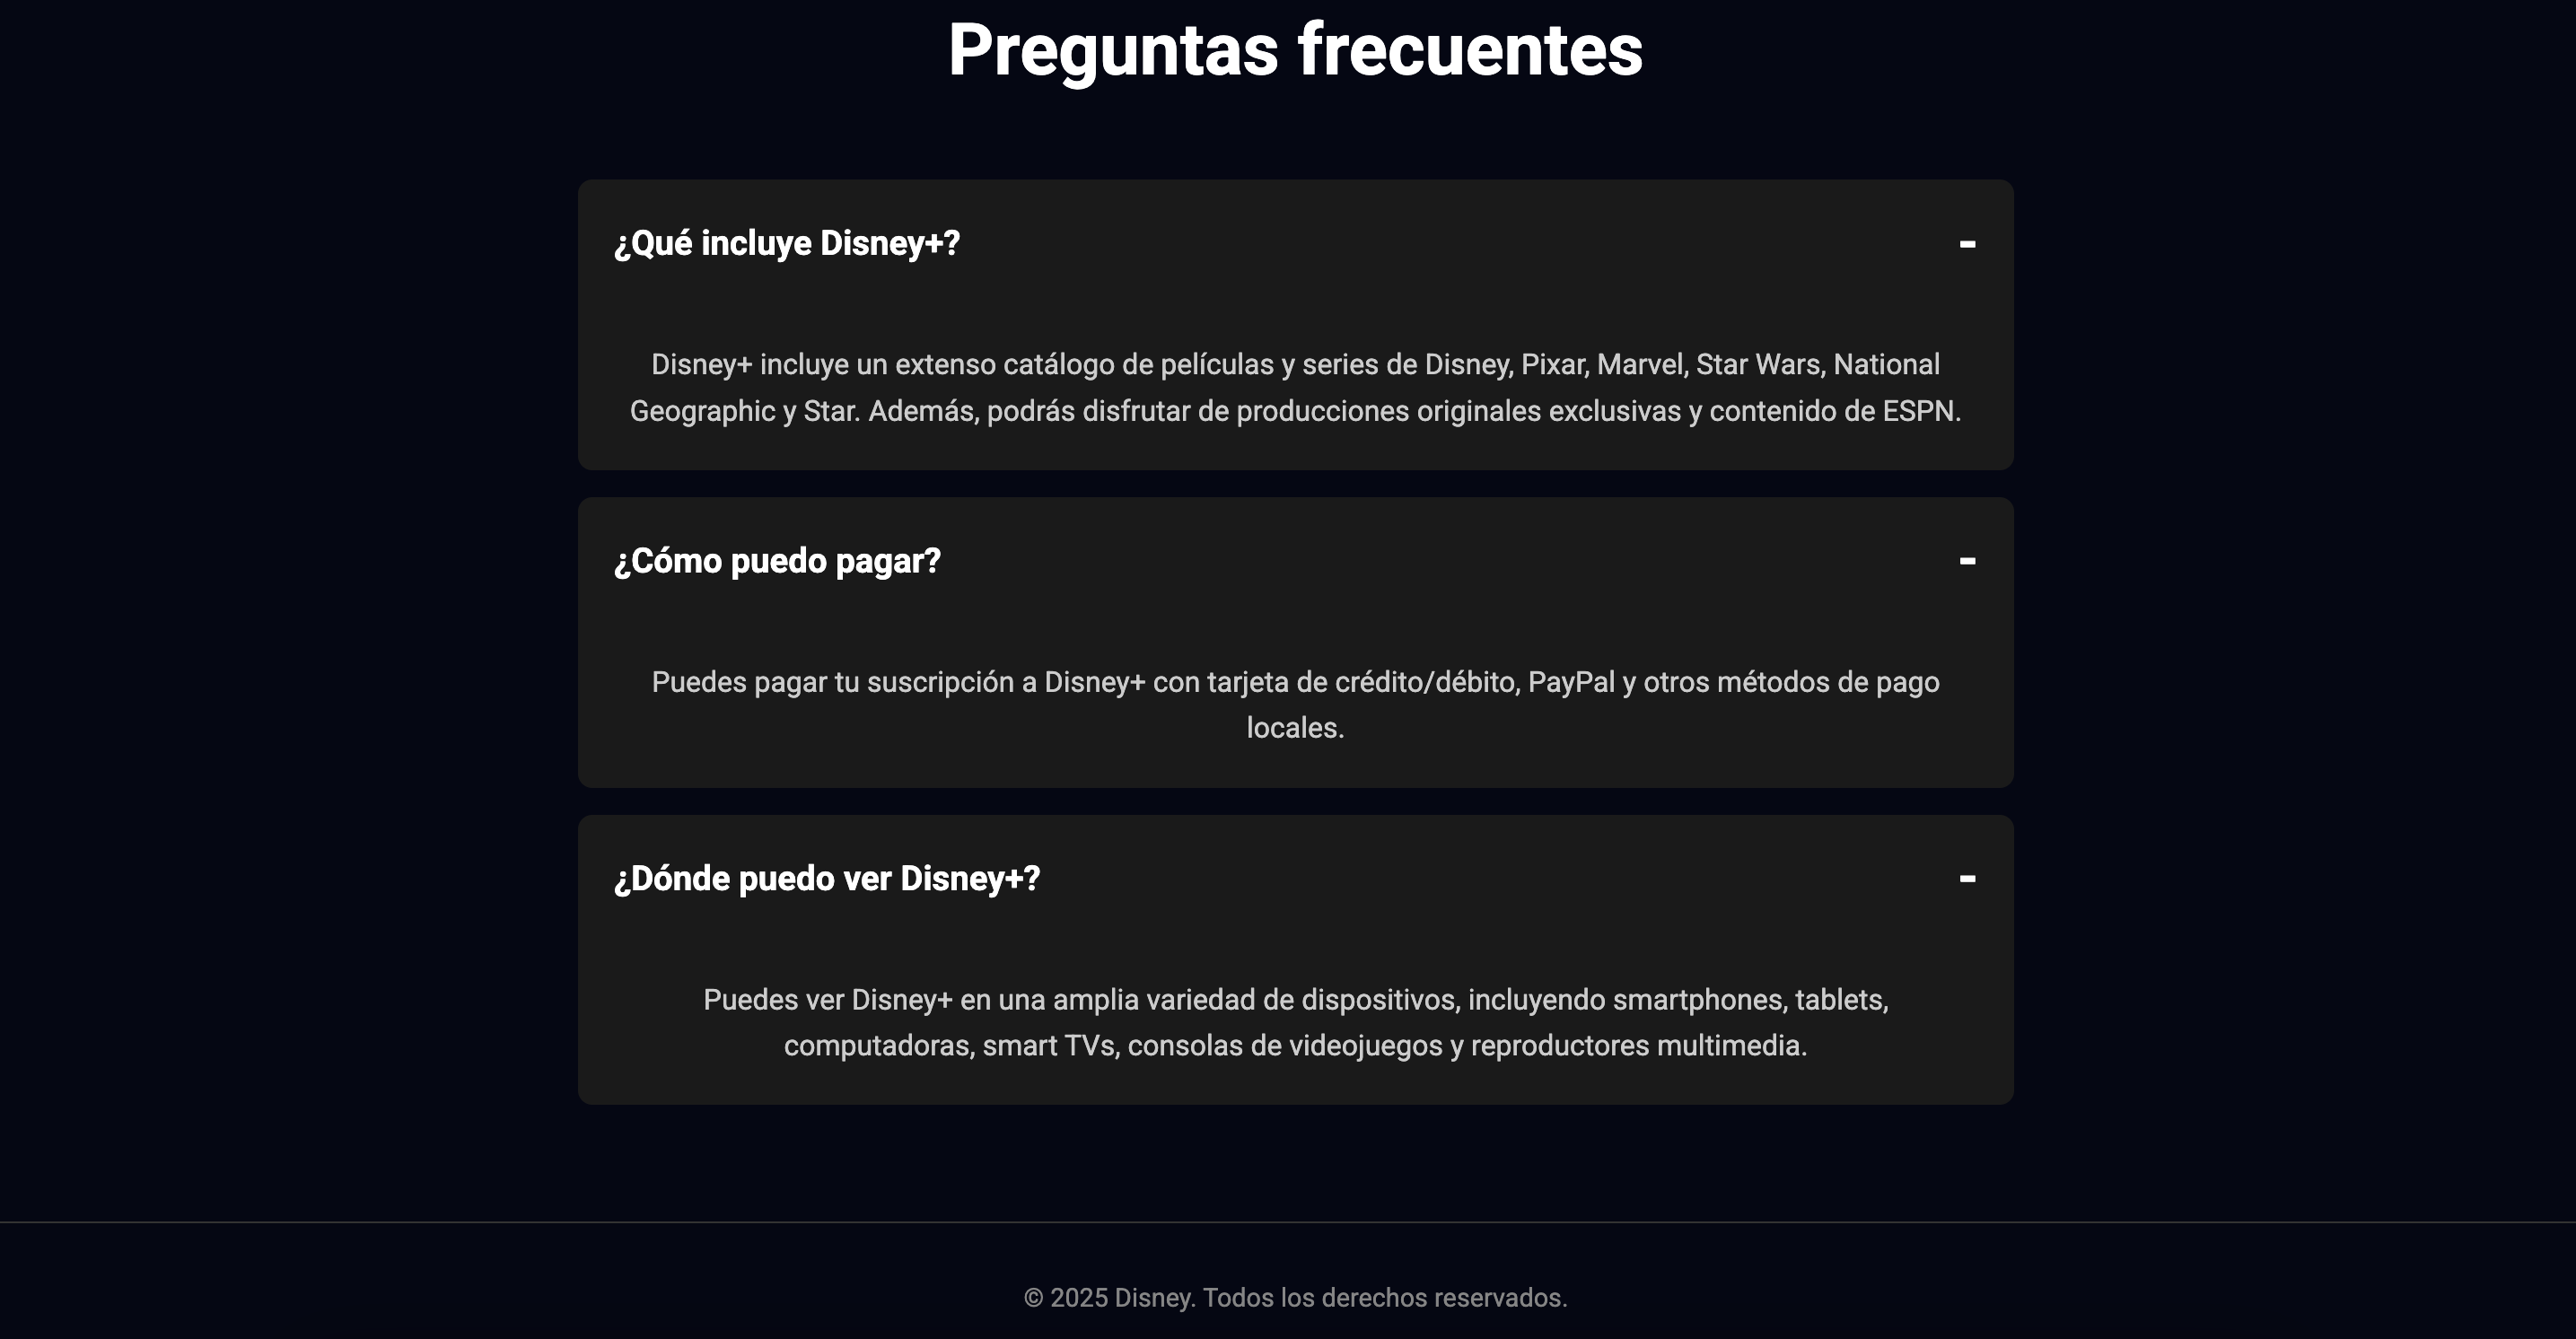 Preguntas frecuentes
¿Qué incluye Disney+?
-
Disney+ incluye un extenso catálogo de películas y series de Disney, Pixar, Marvel, Star Wars, National
Geographic y Star. Además, podrás disfrutar de producciones originales exclusivas y contenido de ESPN.
¿Cómo puedo pagar?
-
Puedes pagar tu suscripción a Disney+ con tarjeta de crédito/débito, PayPal y otros métodos de pago
locales.
¿Dónde puedo ver Disney+?
-
Puedes ver Disney+ en una amplia variedad de dispositivos, incluyendo smartphones, tablets,
computadoras, smart TVs, consolas de videojuegos y reproductores multimedia.
© 2025 Disney. Todos los derechos reservados.